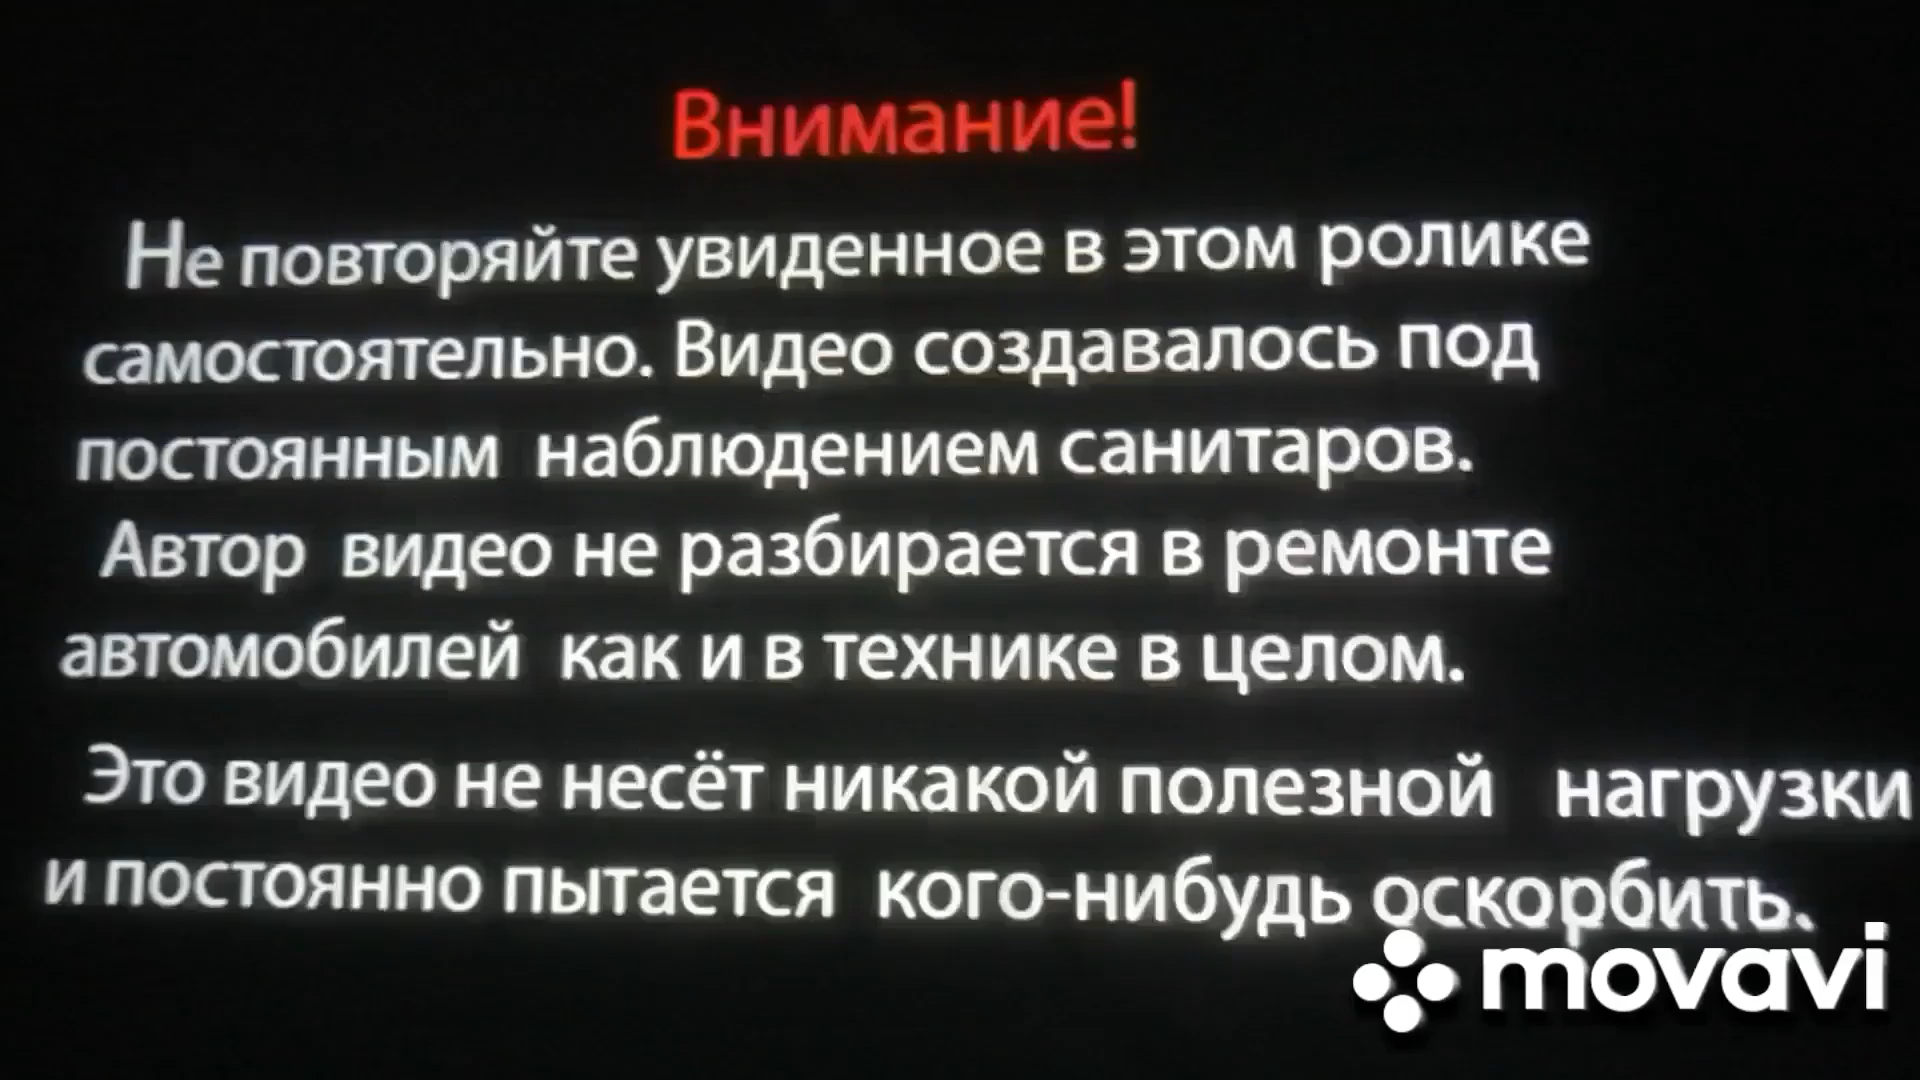 Внимание!
Не повторяйте увиденное в этом ролике
самостоятельно. Видео создавалось под
постоянным наблюдением санитаров.
Автор видео не разбирается в ремонте
автомобилей как и в технике в целом.
Это видео не несёт никакой полезной нагрузки
и постоянно пытается кого-нибудь оскорбить.
movavi